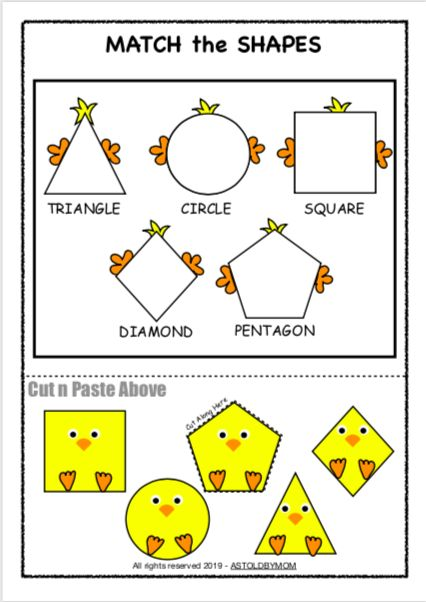 MATCH the SHAPES
TRIANGLE
CIRCLE
SQUARE
DIAMOND
PENTAGON
Cut n Paste Above
Cut Along Here
All rights reserved 2019 - ASTOLDBYMOM